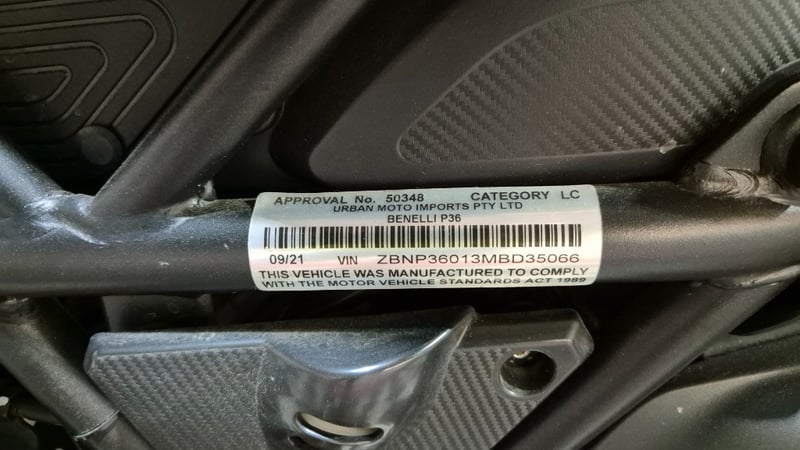 APPROVAL No. 50348 CATEGORY LC
URBAN MOTO IMPORTS PTY LTD
BENELLI P36
09/21 VIN ZBNP36013MBD35066
THIS VEHICLE WAS MANUFACTURED TO COMPLY
WITH THE MOTOR VEHICLE STANDARDS ACT 1989